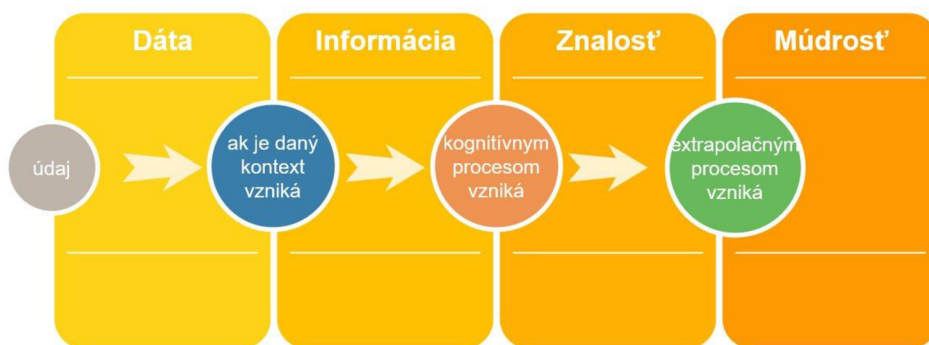 Dáta
Informácia
Znalosť
Múdrosť
údaj
ak je daný
kontext
vzniká
kognitívnym
procesom
vzniká
extrapolačným
procesom
vzniká